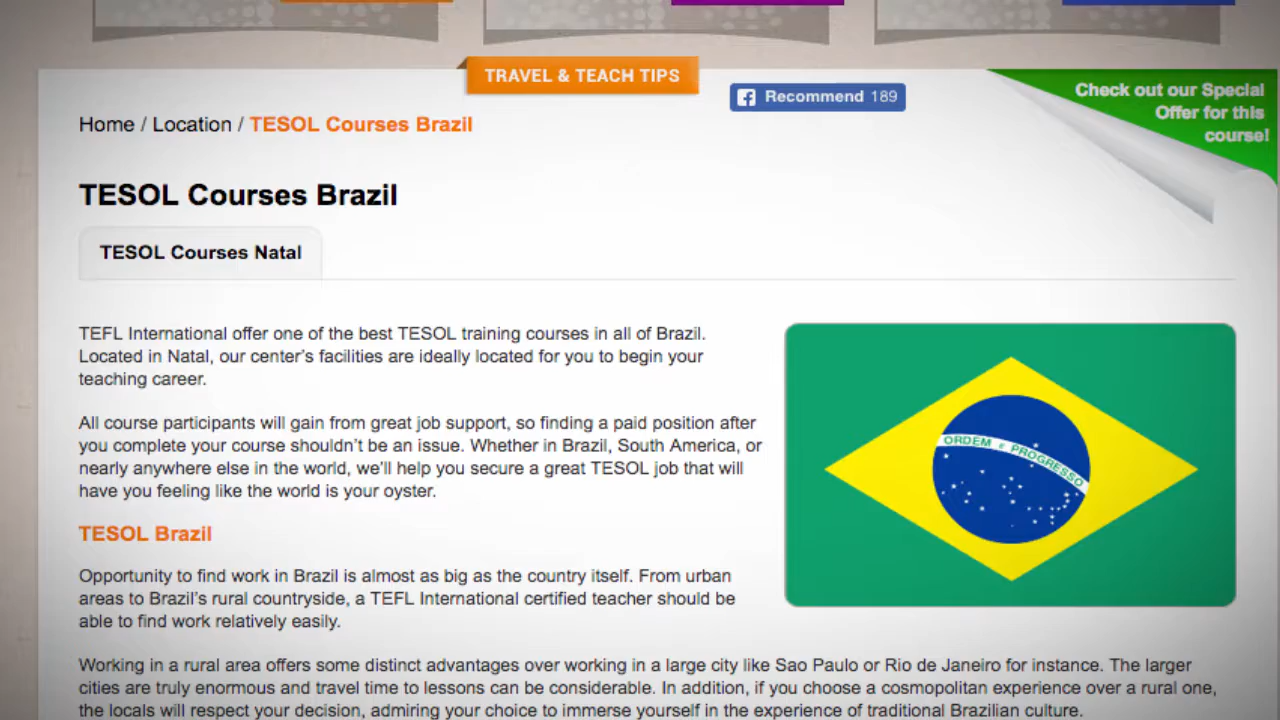 TRAVEL & TEACH TIPS
Recommend 189
Check out our Special
Offer for this
course!
Home / Location / TESOL Courses Brazil
TESOL Courses Brazil
TESOL Courses Natal
TEFL International offer one of the best TESOL training courses in all of Brazil.
Located in Natal, our center's facilities are ideally located for you to begin your
teaching career.
All course participants will gain from great job support, so finding a paid position after
you complete your course shouldn't be an issue. Whether in Brazil, South America, or
nearly anywhere else in the world, we'll help you secure a great TESOL job that will
have you feeling like the world is your oyster.
ORDEM E PROGRESSO
TESOL Brazil
Opportunity to find work in Brazil is almost as big as the country itself. From urban
areas to Brazil's rural countryside, a TEFL International certified teacher should be
able to find work relatively easily.
Working in a rural area offers some distinct advantages over working in a large city like Sao Paulo or Rio de Janeiro for instance. The larger
cities are truly enormous and travel time to lessons can be considerable. In addition, if you choose a cosmopolitan experience over a rural one,
the locals will respect your decision, admiring your choice to immerse yourself in the experience of traditional Brazilian culture.